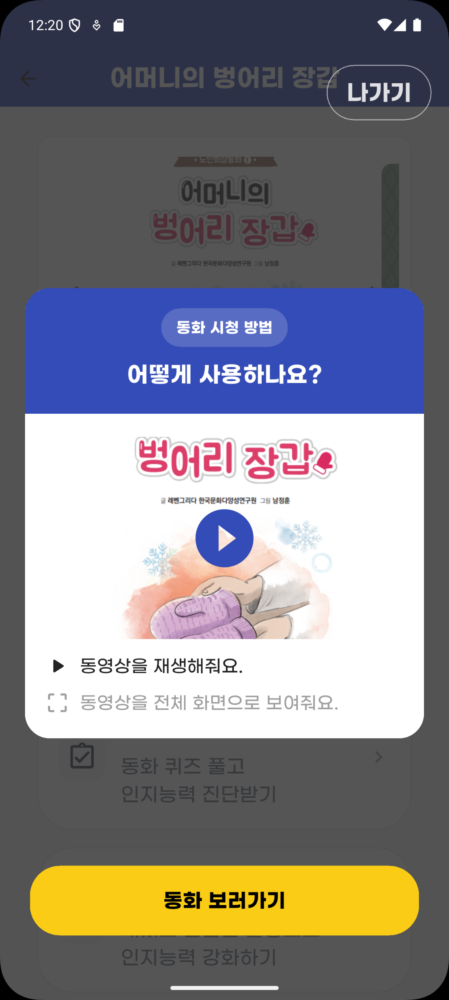 12:20
어머니의 벙어리 장갑
나가기
노인회상동화 1
어머니의
벙어리 장갑
글 레벤그리다 한국문화다양성연구원 그림 남정훈
동화 시청 방법
어떻게 사용하나요?
벙어리 장갑
글 레벤그리다 한국문화다양성연구원 그림 남정훈
동영상을 재생해줘요.
동영상을 전체 화면으로 보여줘요.
동화 퀴즈 풀고
인지능력 진단받기
동화 보러가기
인지능력 강화하기